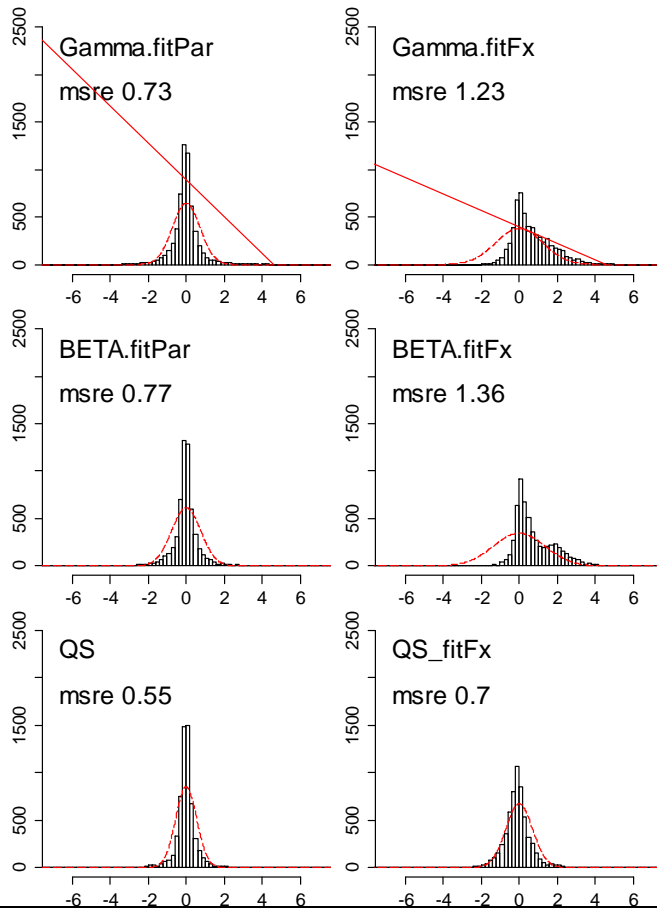 Gamma.fitPar
msre 0.73
0 500 1500 2500
-6 -4 -2 0 2 4 6
Gamma.fitFx
msre 1.23
0 500 1500 2500
-6 -4 -2 0 2 4 6
BETA.fitPar
msre 0.77
0 500 1500 2500
-6 -4 -2 0 2 4 6
BETA.fitFx
msre 1.36
0 500 1500 2500
-6 -4 -2 0 2 4 6
QS
msre 0.55
0 500 1500 2500
-6 -4 -2 0 2 4 6
QS_fitFx
msre 0.7
0 500 1500 2500
-6 -4 -2 0 2 4 6